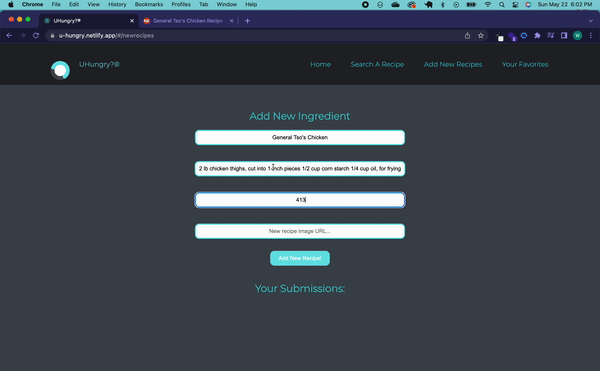 Chrome File Edit View History Bookmarks Profiles Tab Window Help Sun May 22 6:02 PM
UHungry?® General Tso's Chicken Recipe
u-hungry.netlify.app/#/newrecipes
UHungry?® Home Search A Recipe Add New Recipes Your Favorites
Add New Ingredient
General Tso's Chicken
2 lb chicken thighs, cut into 1-inch pieces 1/2 cup corn starch 1/4 cup oil, for frying
413
New recipe image URL...
Add New Recipe!
Your Submissions: